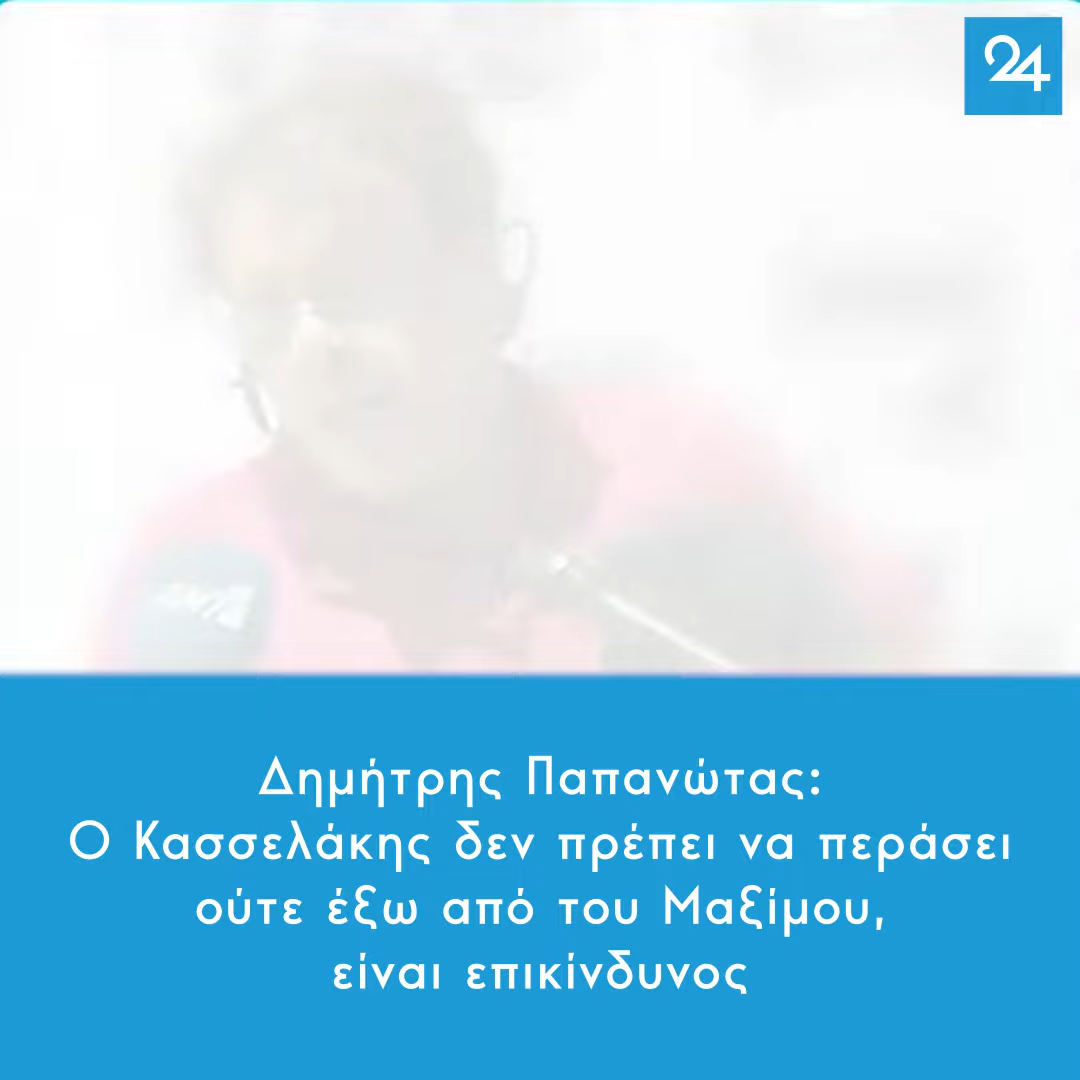 24
Δημήτρης Παπανώτας:
Ο Κασσελάκης δεν πρέπει να περάσει
ούτε έξω από του Μαξίμου,
είναι επικίνδυνος